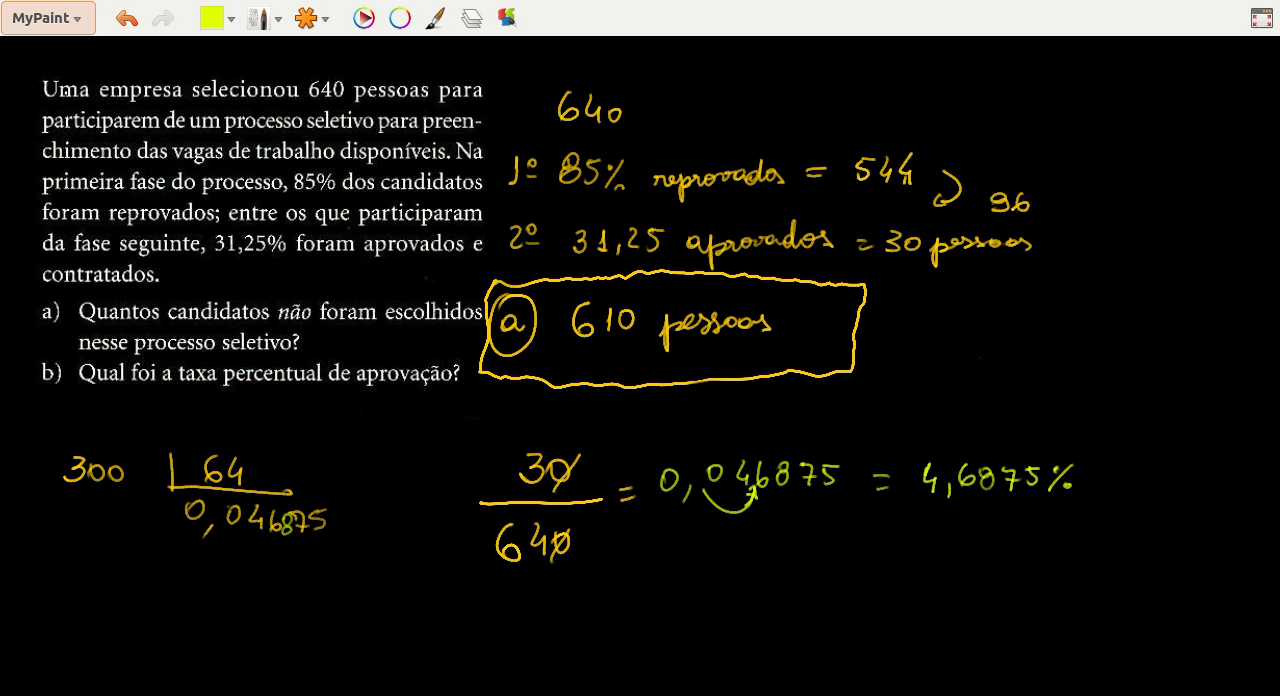 MyPaint
Uma empresa selecionou 640 pessoas para
participarem de um processo seletivo para preen-
chimento das vagas de trabalho disponíveis. Na
primeira fase do processo, 85% dos candidatos
foram reprovados; entre os que participaram
da fase seguinte, 31,25% foram aprovados e
contratados.
a) Quantos candidatos não foram escolhidos
nesse processo seletivo?
b) Qual foi a taxa percentual de aprovação?
640
1º 85% reprovados = 544
96
2º 31,25 aprovados = 30 pessoas
a 610 pessoas
300 64
0,046875
30
640
= 0,046875 = 4,6875%